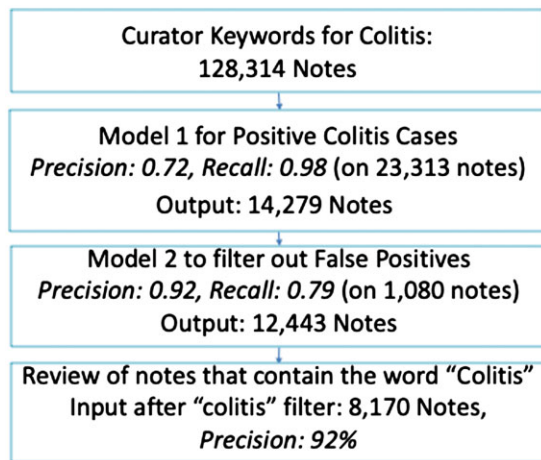 Curator Keywords for Colitis:
128,314 Notes
Model 1 for Positive Colitis Cases
Precision: 0.72, Recall: 0.98 (on 23,313 notes)
Output: 14,279 Notes
Model 2 to filter out False Positives
Precision: 0.92, Recall: 0.79 (on 1,080 notes)
Output: 12,443 Notes
Review of notes that contain the word “Colitis”
Input after “colitis” filter: 8,170 Notes,
Precision: 92%